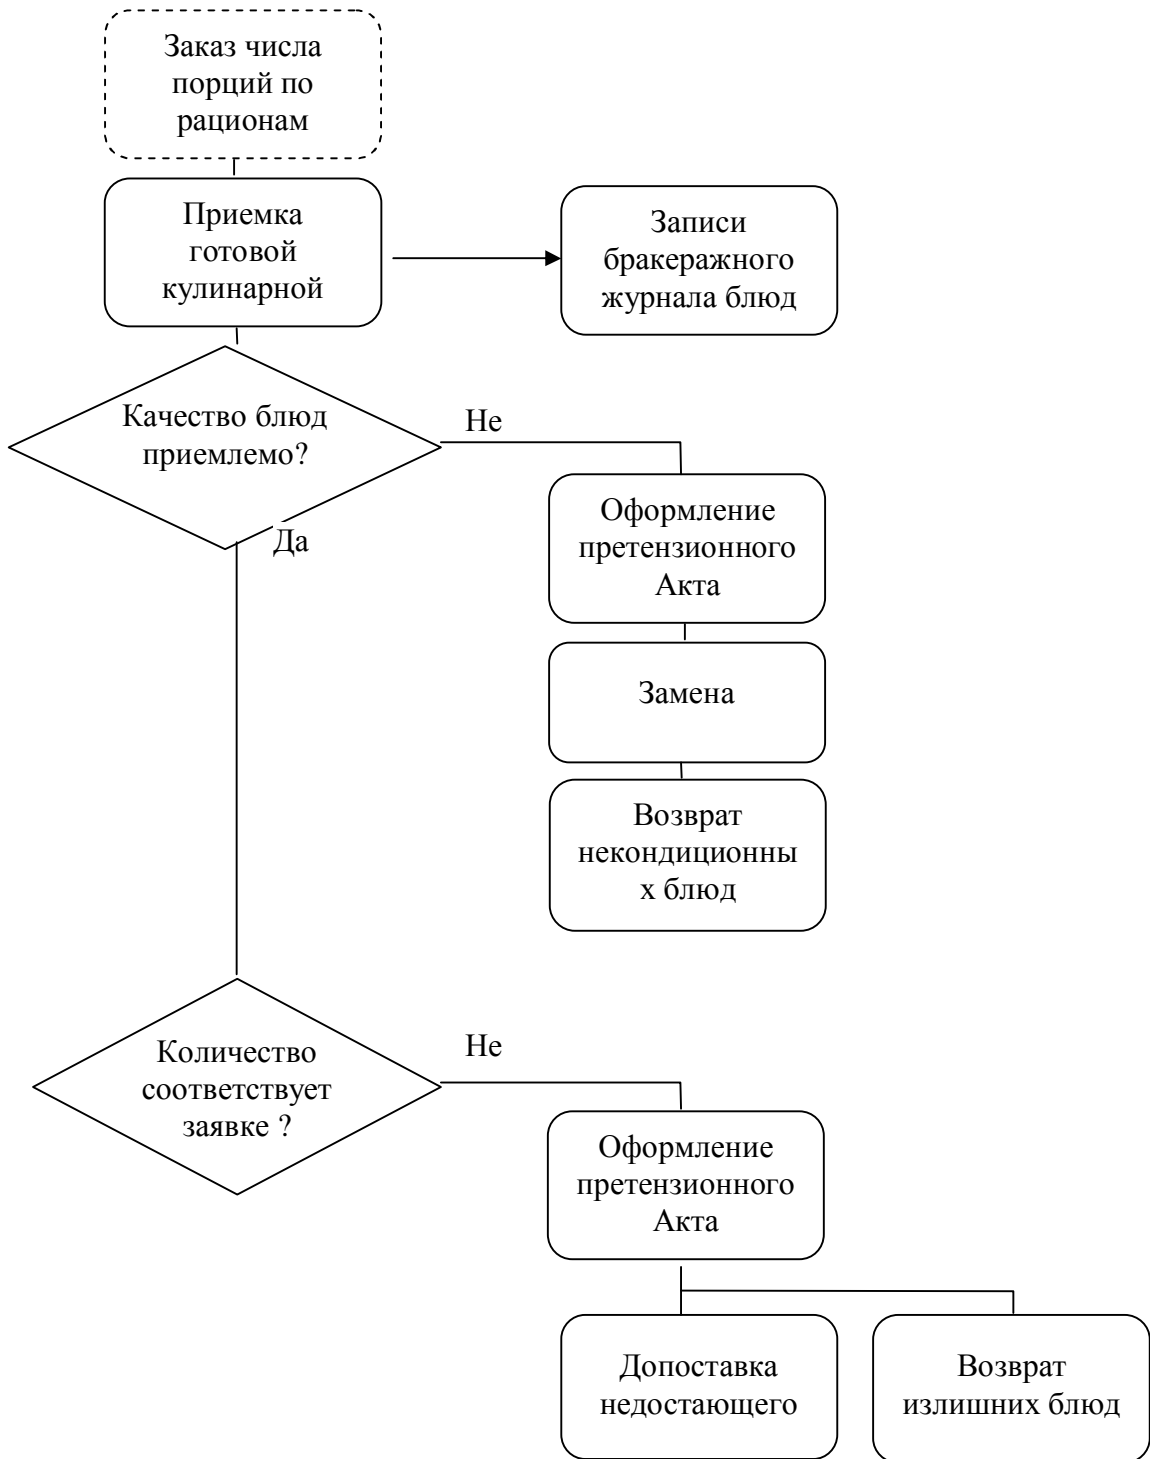 Заказ числа
порций по
рационам
Приемка
готовой
кулинарной
Записи
бракеражного
журнала блюд
Качество блюд
приемлемо?
Не
Да
Оформление
претензионного
Акта
Замена
Возврат
некондиционны
х блюд
Количество
соответствует
заявке ?
Не
Оформление
претензионного
Акта
Допоставка
недостающего
Возврат
излишних блюд